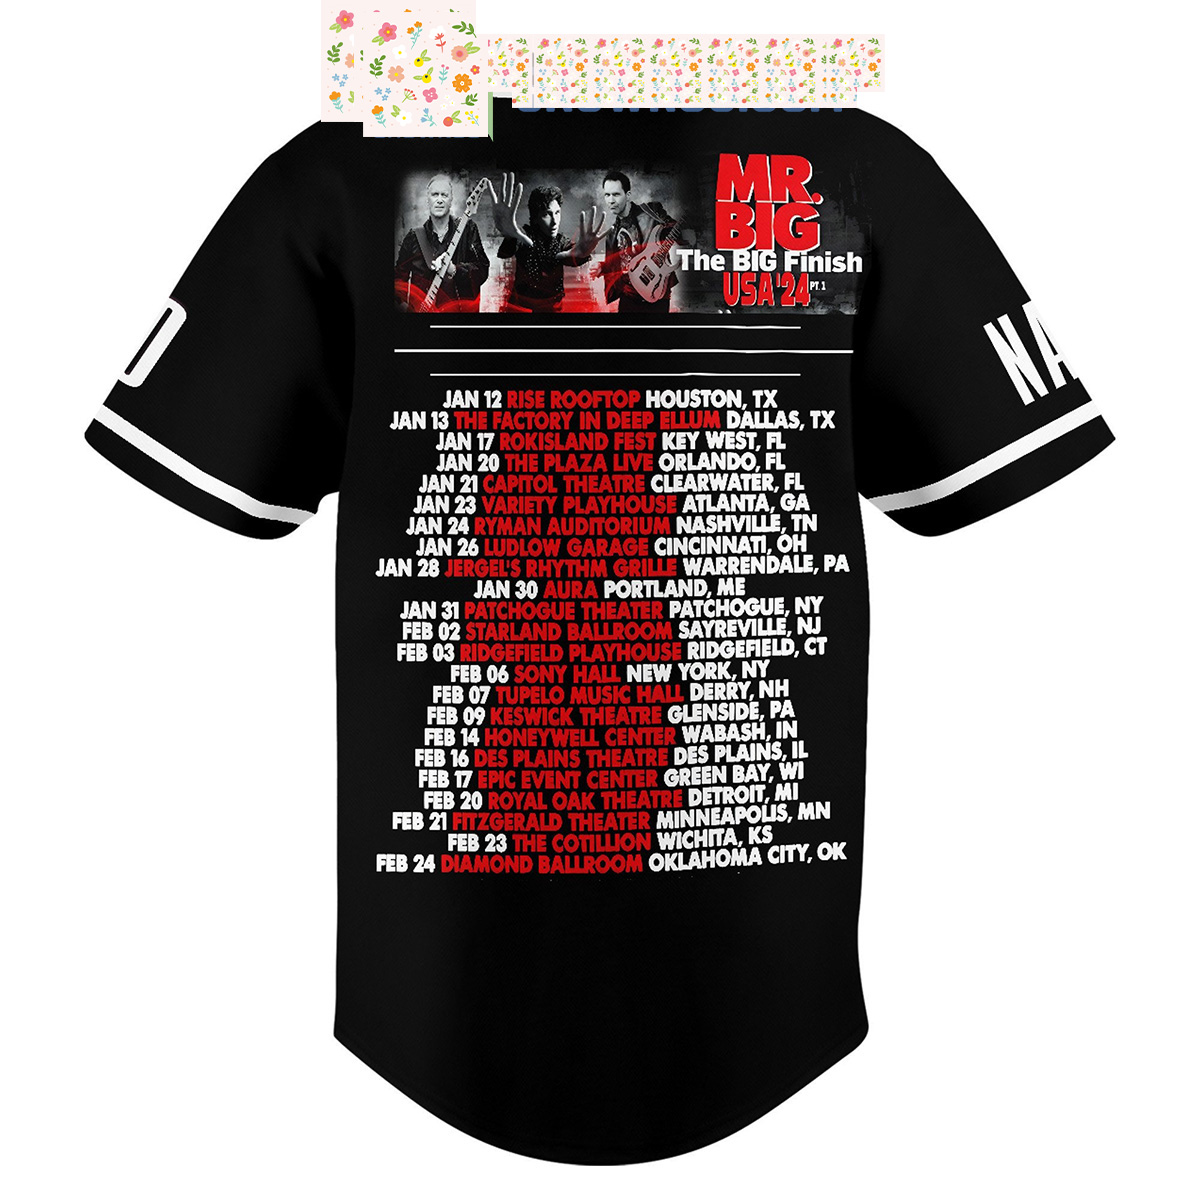 MR.
BIG
The BIG Finish
USA '24 PT. 1
JAN 12 RISE ROOFTOP HOUSTON, TX
JAN 13 THE FACTORY IN DEEP ELLUM DALLAS, TX
JAN 17 ROKISLAND FEST KEY WEST, FL
JAN 20 THE PLAZA LIVE ORLANDO, FL
JAN 21 CAPITOL THEATRE CLEARWATER, FL
JAN 23 VARIETY PLAYHOUSE ATLANTA, GA
JAN 24 RYMAN AUDITORIUM NASHVILLE, TN
JAN 26 LUDLOW GARAGE CINCINNATI, OH
JAN 28 JERGEL'S RHYTHM GRILLE WARRENDALE, PA
JAN 30 AURA PORTLAND, ME
JAN 31 PATCHOGUE THEATER PATCHOGUE, NY
FEB 02 STARLAND BALLROOM SAYREVILLE, NJ
FEB 03 RIDGEFIELD PLAYHOUSE RIDGEFIELD, CT
FEB 06 SONY HALL NEW YORK, NY
FEB 07 TUPELO MUSIC HALL DERRY, NH
FEB 09 KESWICK THEATRE GLENSIDE, PA
FEB 14 HONEYWELL CENTER WABASH, IN
FEB 16 DES PLAINS THEATRE DES PLAINS, IL
FEB 17 EPIC EVENT CENTER GREEN BAY, WI
FEB 20 ROYAL OAK THEATRE DETROIT, MI
FEB 21 FITZGERALD THEATER MINNEAPOLIS, MN
FEB 23 THE COTILLION WICHITA, KS
FEB 24 DIAMOND BALLROOM OKLAHOMA CITY, OK